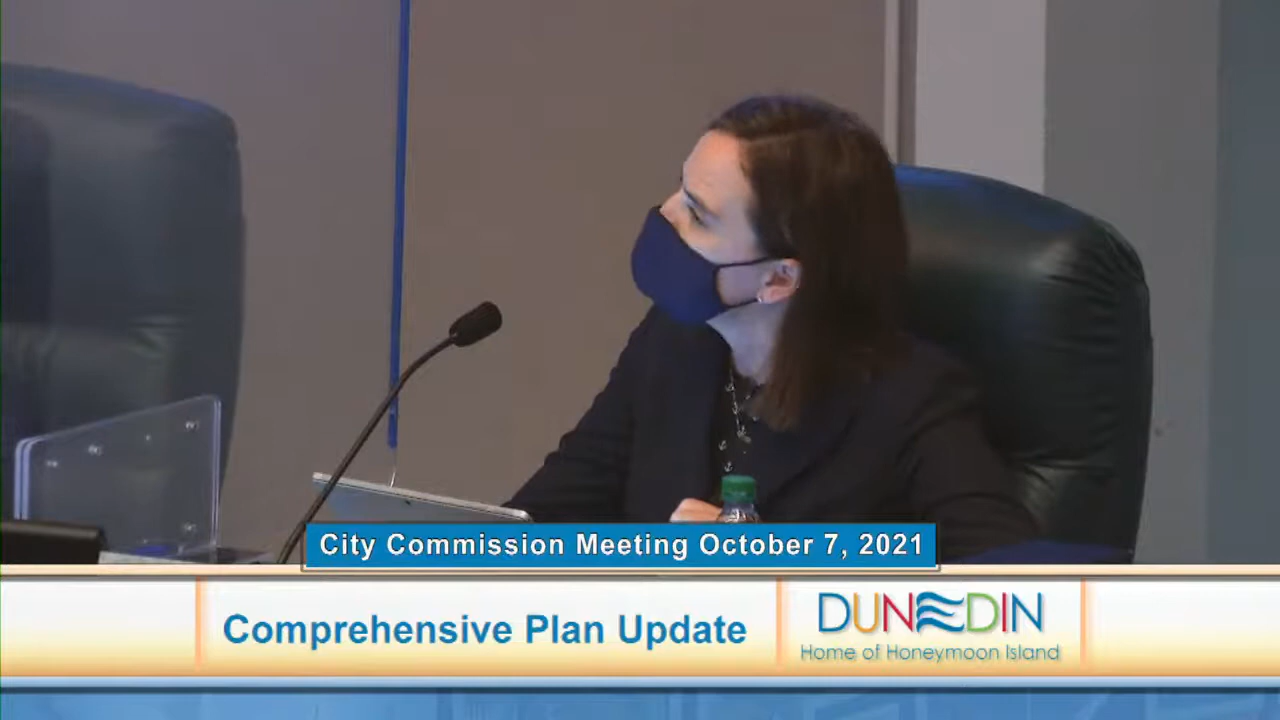 City Commission Meeting October 7, 2021
Comprehensive Plan Update
DUNEDIN
Home of Honeymoon Island